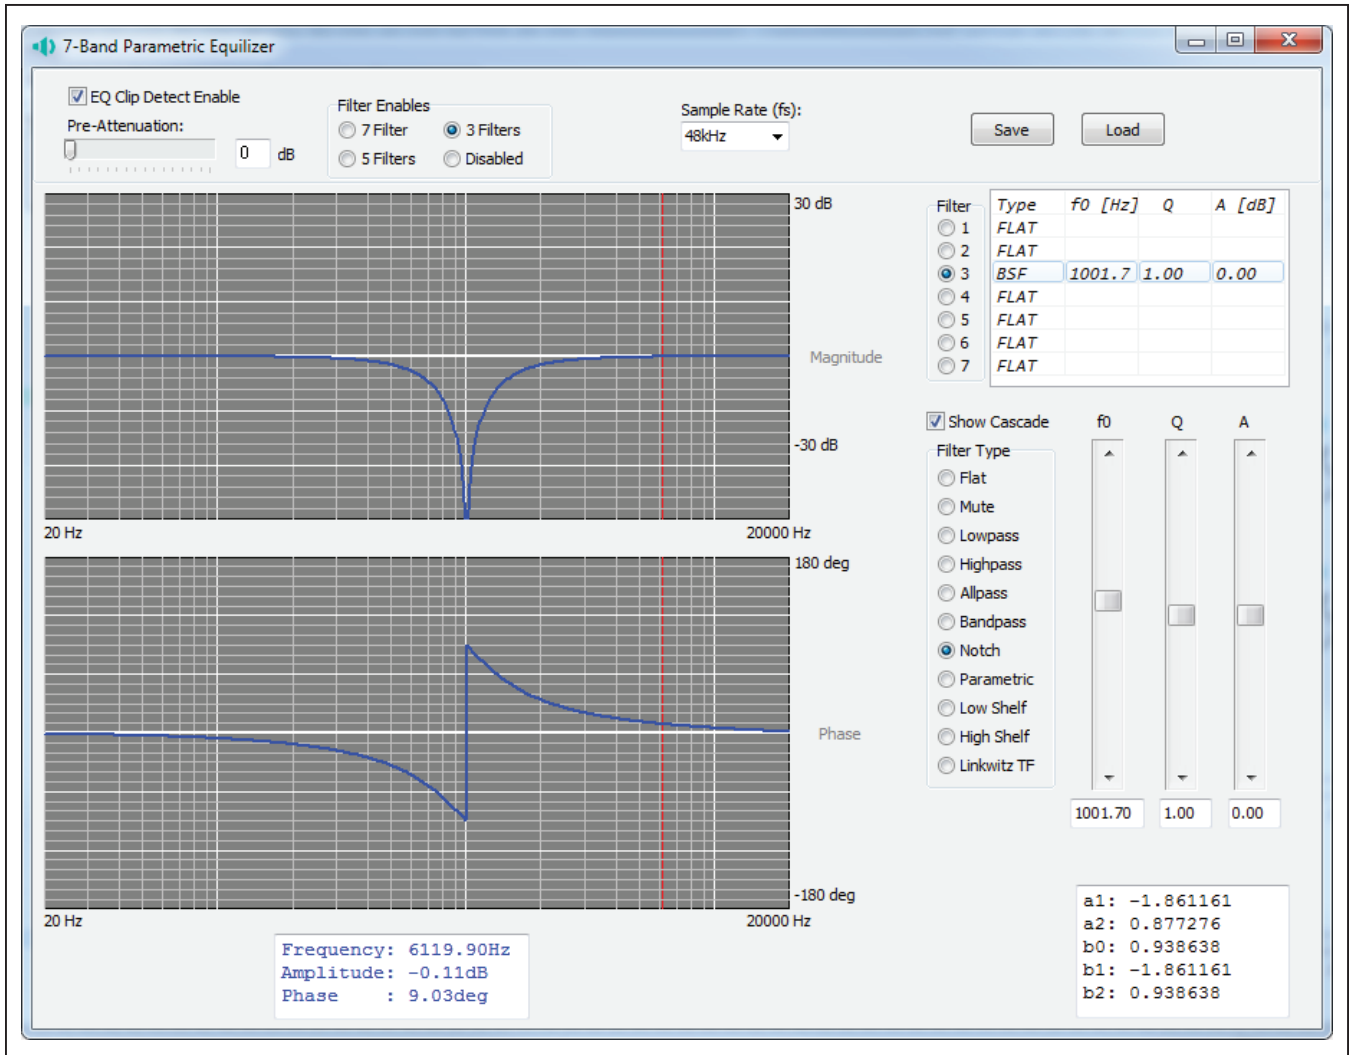 7-Band Parametric Equilizer
EQ Clip Detect Enable
Pre-Attenuation:
0 dB
Filter Enables
7 Filter 3 Filters
5 Filters Disabled
Sample Rate (fs):
48kHz
Save Load
30 dB
Magnitude
-30 dB
20 Hz 20000 Hz
180 deg
Phase
-180 deg
20 Hz 20000 Hz
Frequency: 6119.90Hz
Amplitude: -0.11dB
Phase : 9.03deg
Filter Type f0 [Hz] Q A [dB]
1 FLAT
2 FLAT
3 BSF 1001.7 1.00 0.00
4 FLAT
5 FLAT
6 FLAT
7 FLAT
Show Cascade f0 Q A
Filter Type
Flat
Mute
Lowpass
Highpass
Allpass
Bandpass
Notch
Parametric
Low Shelf
High Shelf
Linkwitz TF
1001.70 1.00 0.00
a1: -1.861161
a2: 0.877276
b0: 0.938638
b1: -1.861161
b2: 0.938638